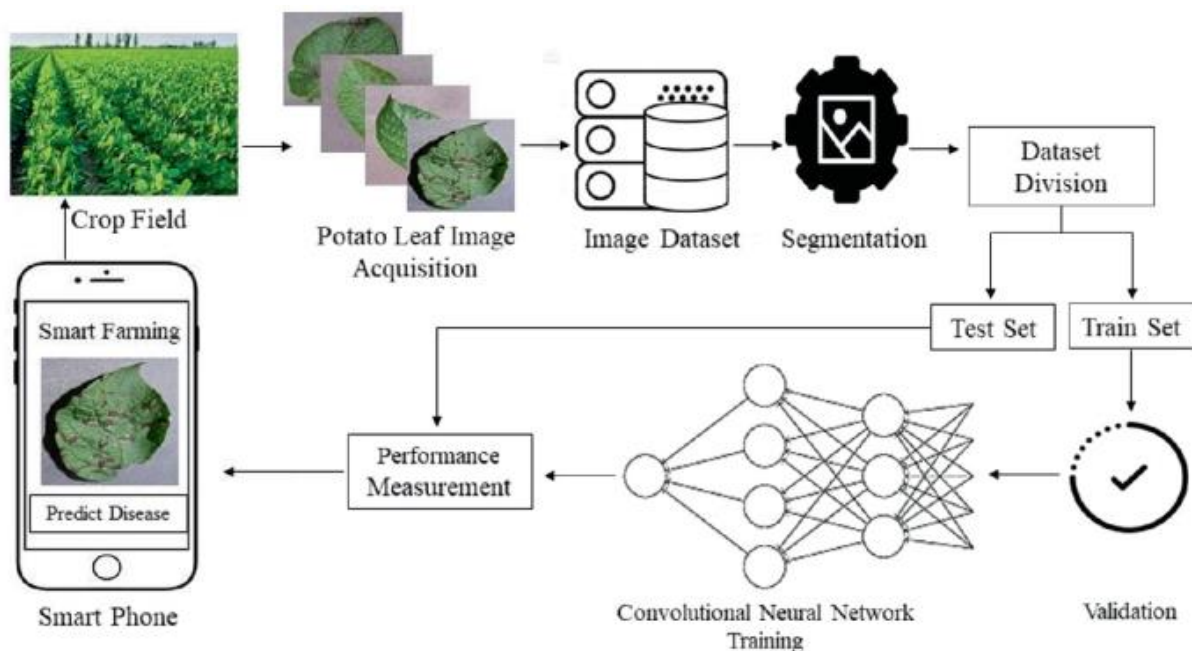 Crop Field
Potato Leaf Image
Acquisition
Image Dataset
Segmentation
Dataset
Division
Test Set
Train Set
Validation
Convolutional Neural Network
Training
Performance
Measurement
Smart Farming
Predict Disease
Smart Phone